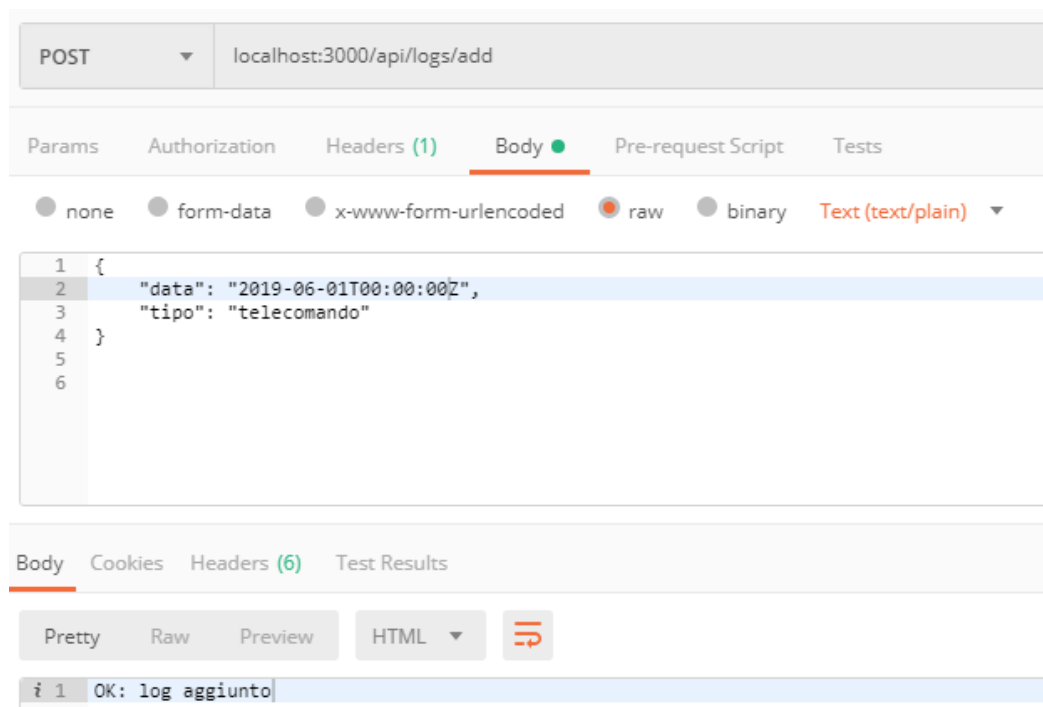 POST localhost:3000/api/logs/add
Params Authorization Headers (1) Body Pre-request Script Tests
none form-data x-www-form-urlencoded raw binary Text (text/plain)
1 {
2 "data": "2019-06-01T00:00:00Z",
3 "tipo": "telecomando"
4 }
5
6
Body Cookies Headers (6) Test Results
Pretty Raw Preview HTML
i 1 OK: log aggiunto